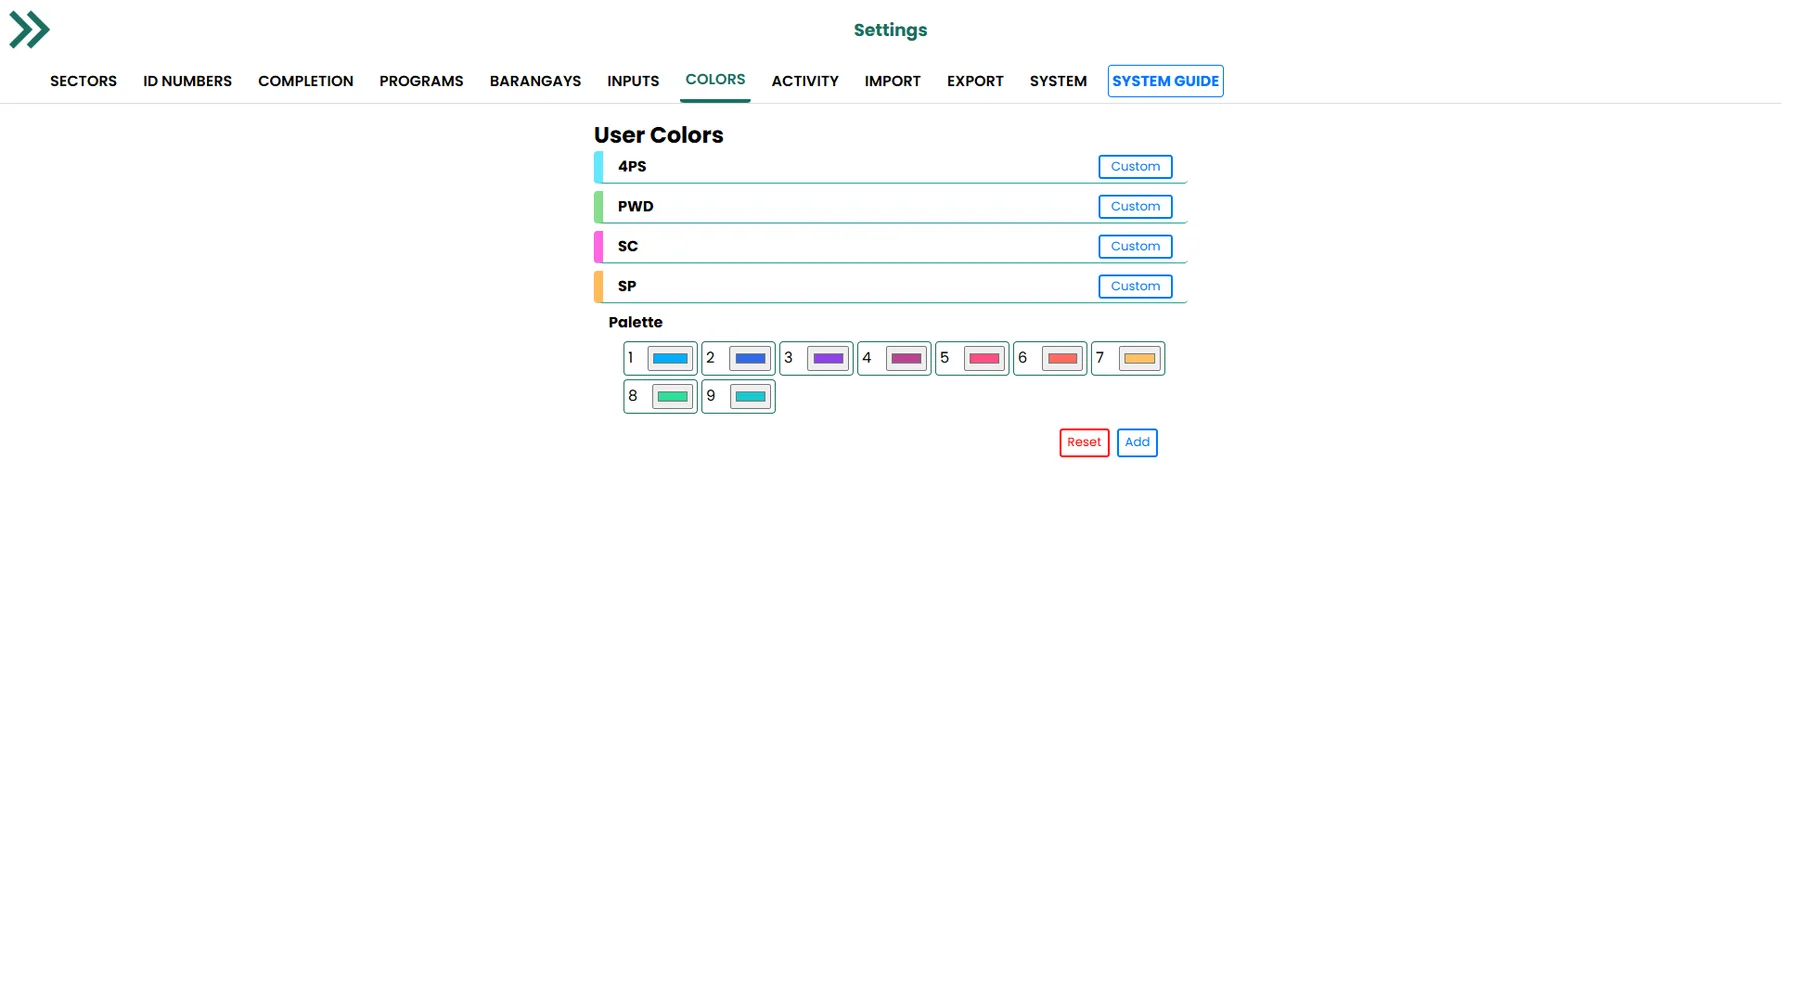 Settings
SECTORS ID NUMBERS COMPLETION PROGRAMS BARANGAYS INPUTS COLORS ACTIVITY IMPORT EXPORT SYSTEM SYSTEM GUIDE
User Colors
4PS Custom
PWD Custom
SC Custom
SP Custom
Palette
1 2 3 4 5 6 7
8 9
Reset Add